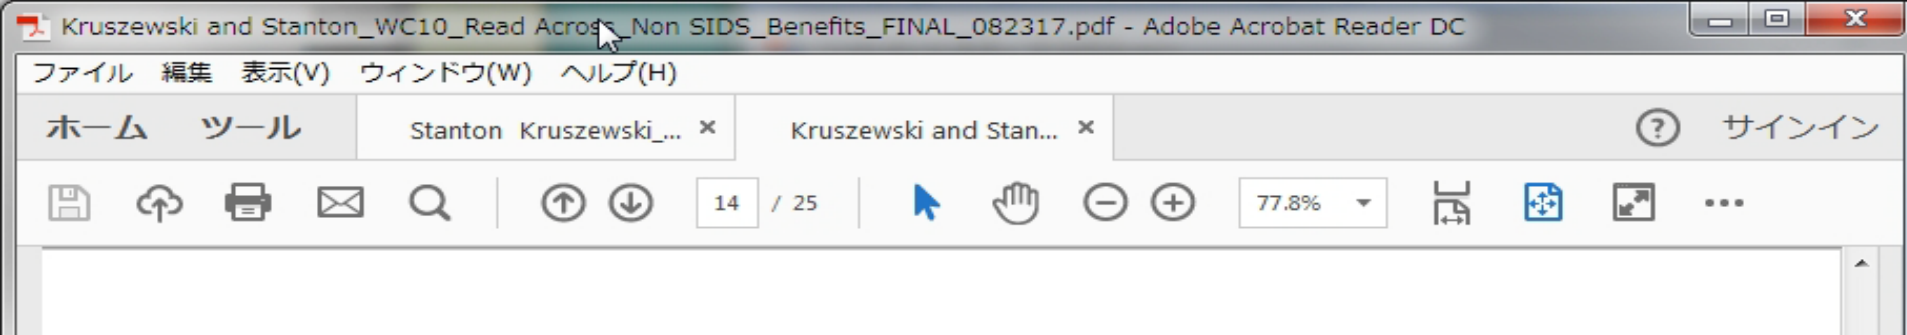 Kruszewski and Stanton_WC10_Read Across_Non SIDS_Benefits_FINAL_082317.pdf - Adobe Acrobat Reader DC
ファイル 編集 表示(V) ウィンドウ(W) ヘルプ(H)
ホーム ツール Stanton Kruszewski_... × Kruszewski and Stan... × ? サインイン
14 / 25 77.8%